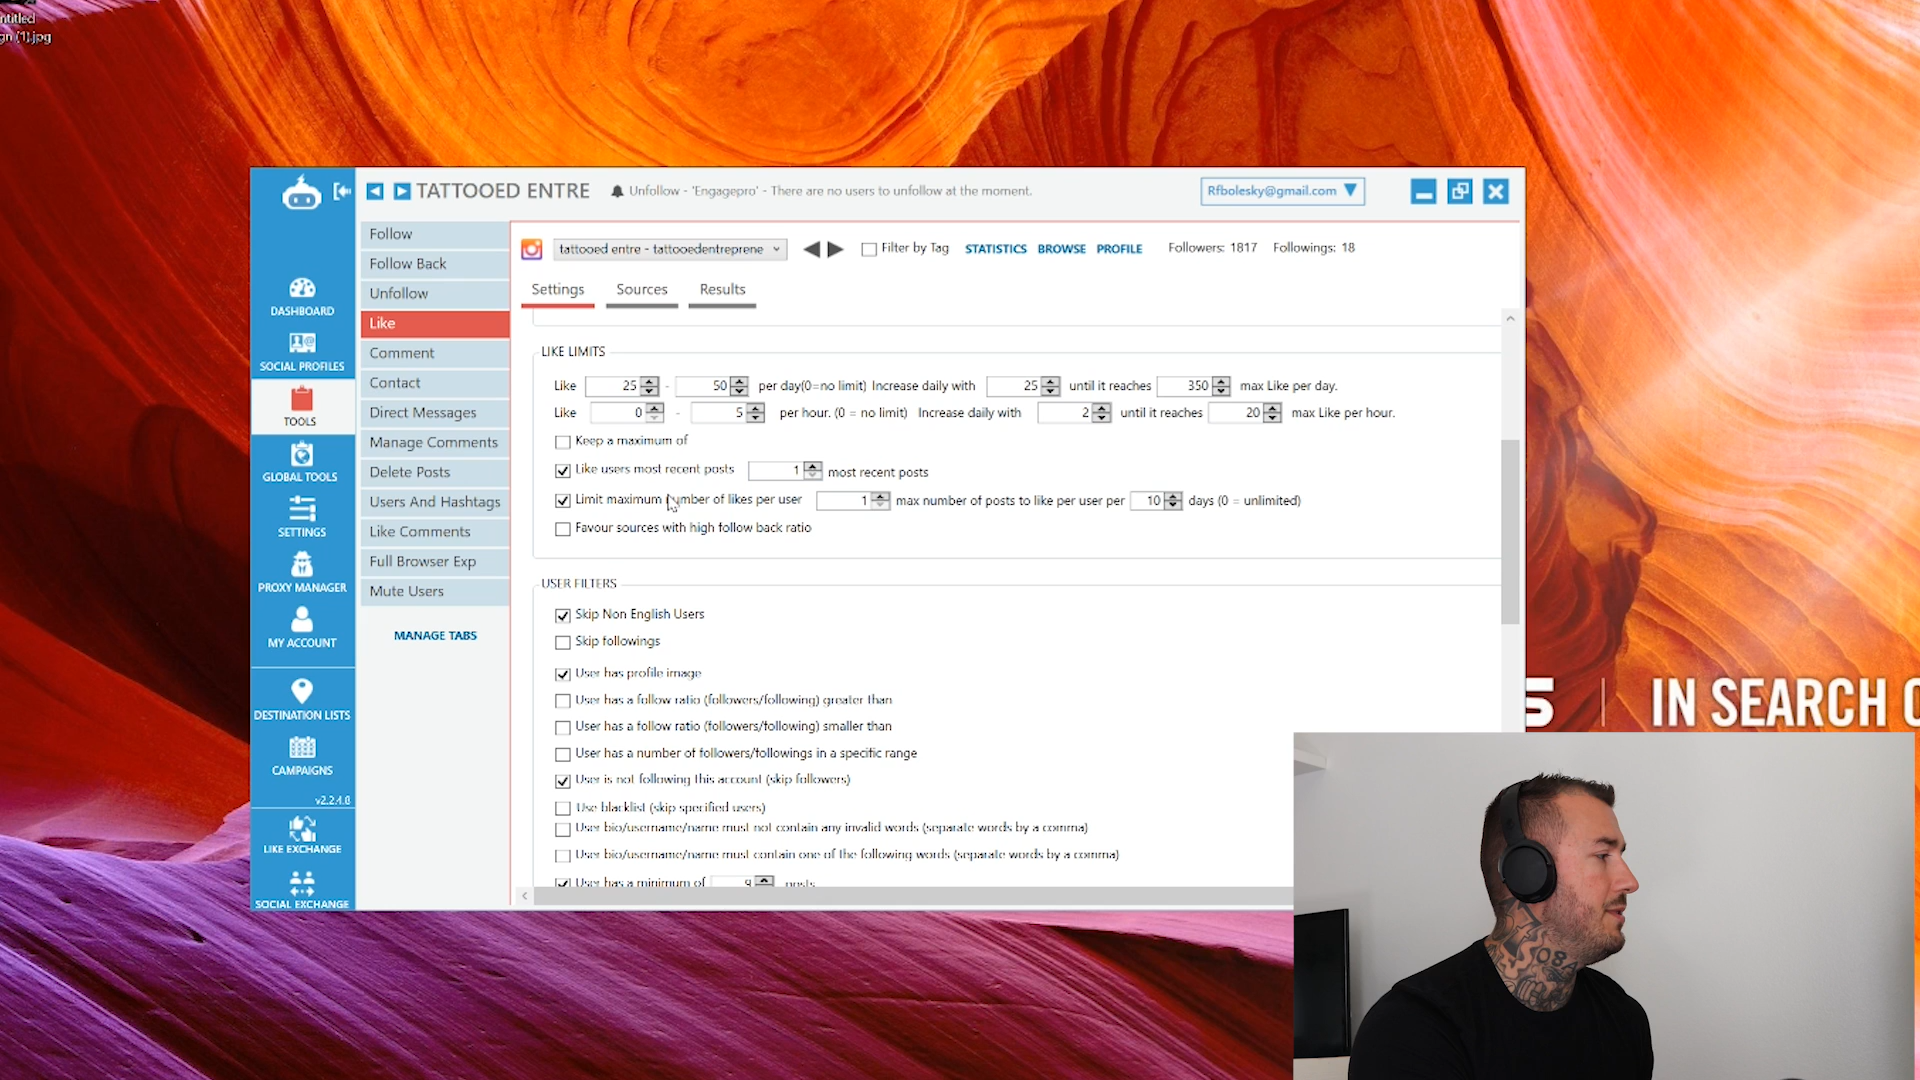 ntitled
gn (1).jpg
TATTOOED ENTRE
Unfollow - 'Engagepro' - There are no users to unfollow at the moment.
Rfbolesky@gmail.com
DASHBOARD
SOCIAL PROFILES
TOOLS
GLOBAL TOOLS
SETTINGS
PROXY MANAGER
MY ACCOUNT
DESTINATION LISTS
CAMPAIGNS
v2.2.4.8
LIKE EXCHANGE
SOCIAL EXCHANGE
Follow
Follow Back
Unfollow
Like
Comment
Contact
Direct Messages
Manage Comments
Delete Posts
Users And Hashtags
Like Comments
Full Browser Exp
Mute Users
MANAGE TABS
tattooed entre - tattooedentreprene
Filter by Tag
STATISTICS BROWSE PROFILE
Followers: 1817 Followings: 18
Settings Sources Results
LIKE LIMITS
Like 25 - 50 per day(0=no limit) Increase daily with 25 until it reaches 350 max Like per day.
Like 0 - 5 per hour. (0 = no limit) Increase daily with 2 until it reaches 20 max Like per hour.
Keep a maximum of
Like users most recent posts 1 most recent posts
Limit maximum number of likes per user 1 max number of posts to like per user per 10 days (0 = unlimited)
Favour sources with high follow back ratio
USER FILTERS
Skip Non English Users
Skip followings
User has profile image
User has a follow ratio (followers/following) greater than
User has a follow ratio (followers/following) smaller than
User has a number of followers/followings in a specific range
User is not following this account (skip followers)
Use blacklist (skip specified users)
User bio/username/name must not contain any invalid words (separate words by a comma)
User bio/username/name must contain one of the following words (separate words by a comma)
User has a minimum of 9 posts
S | IN SEARCH O
08A